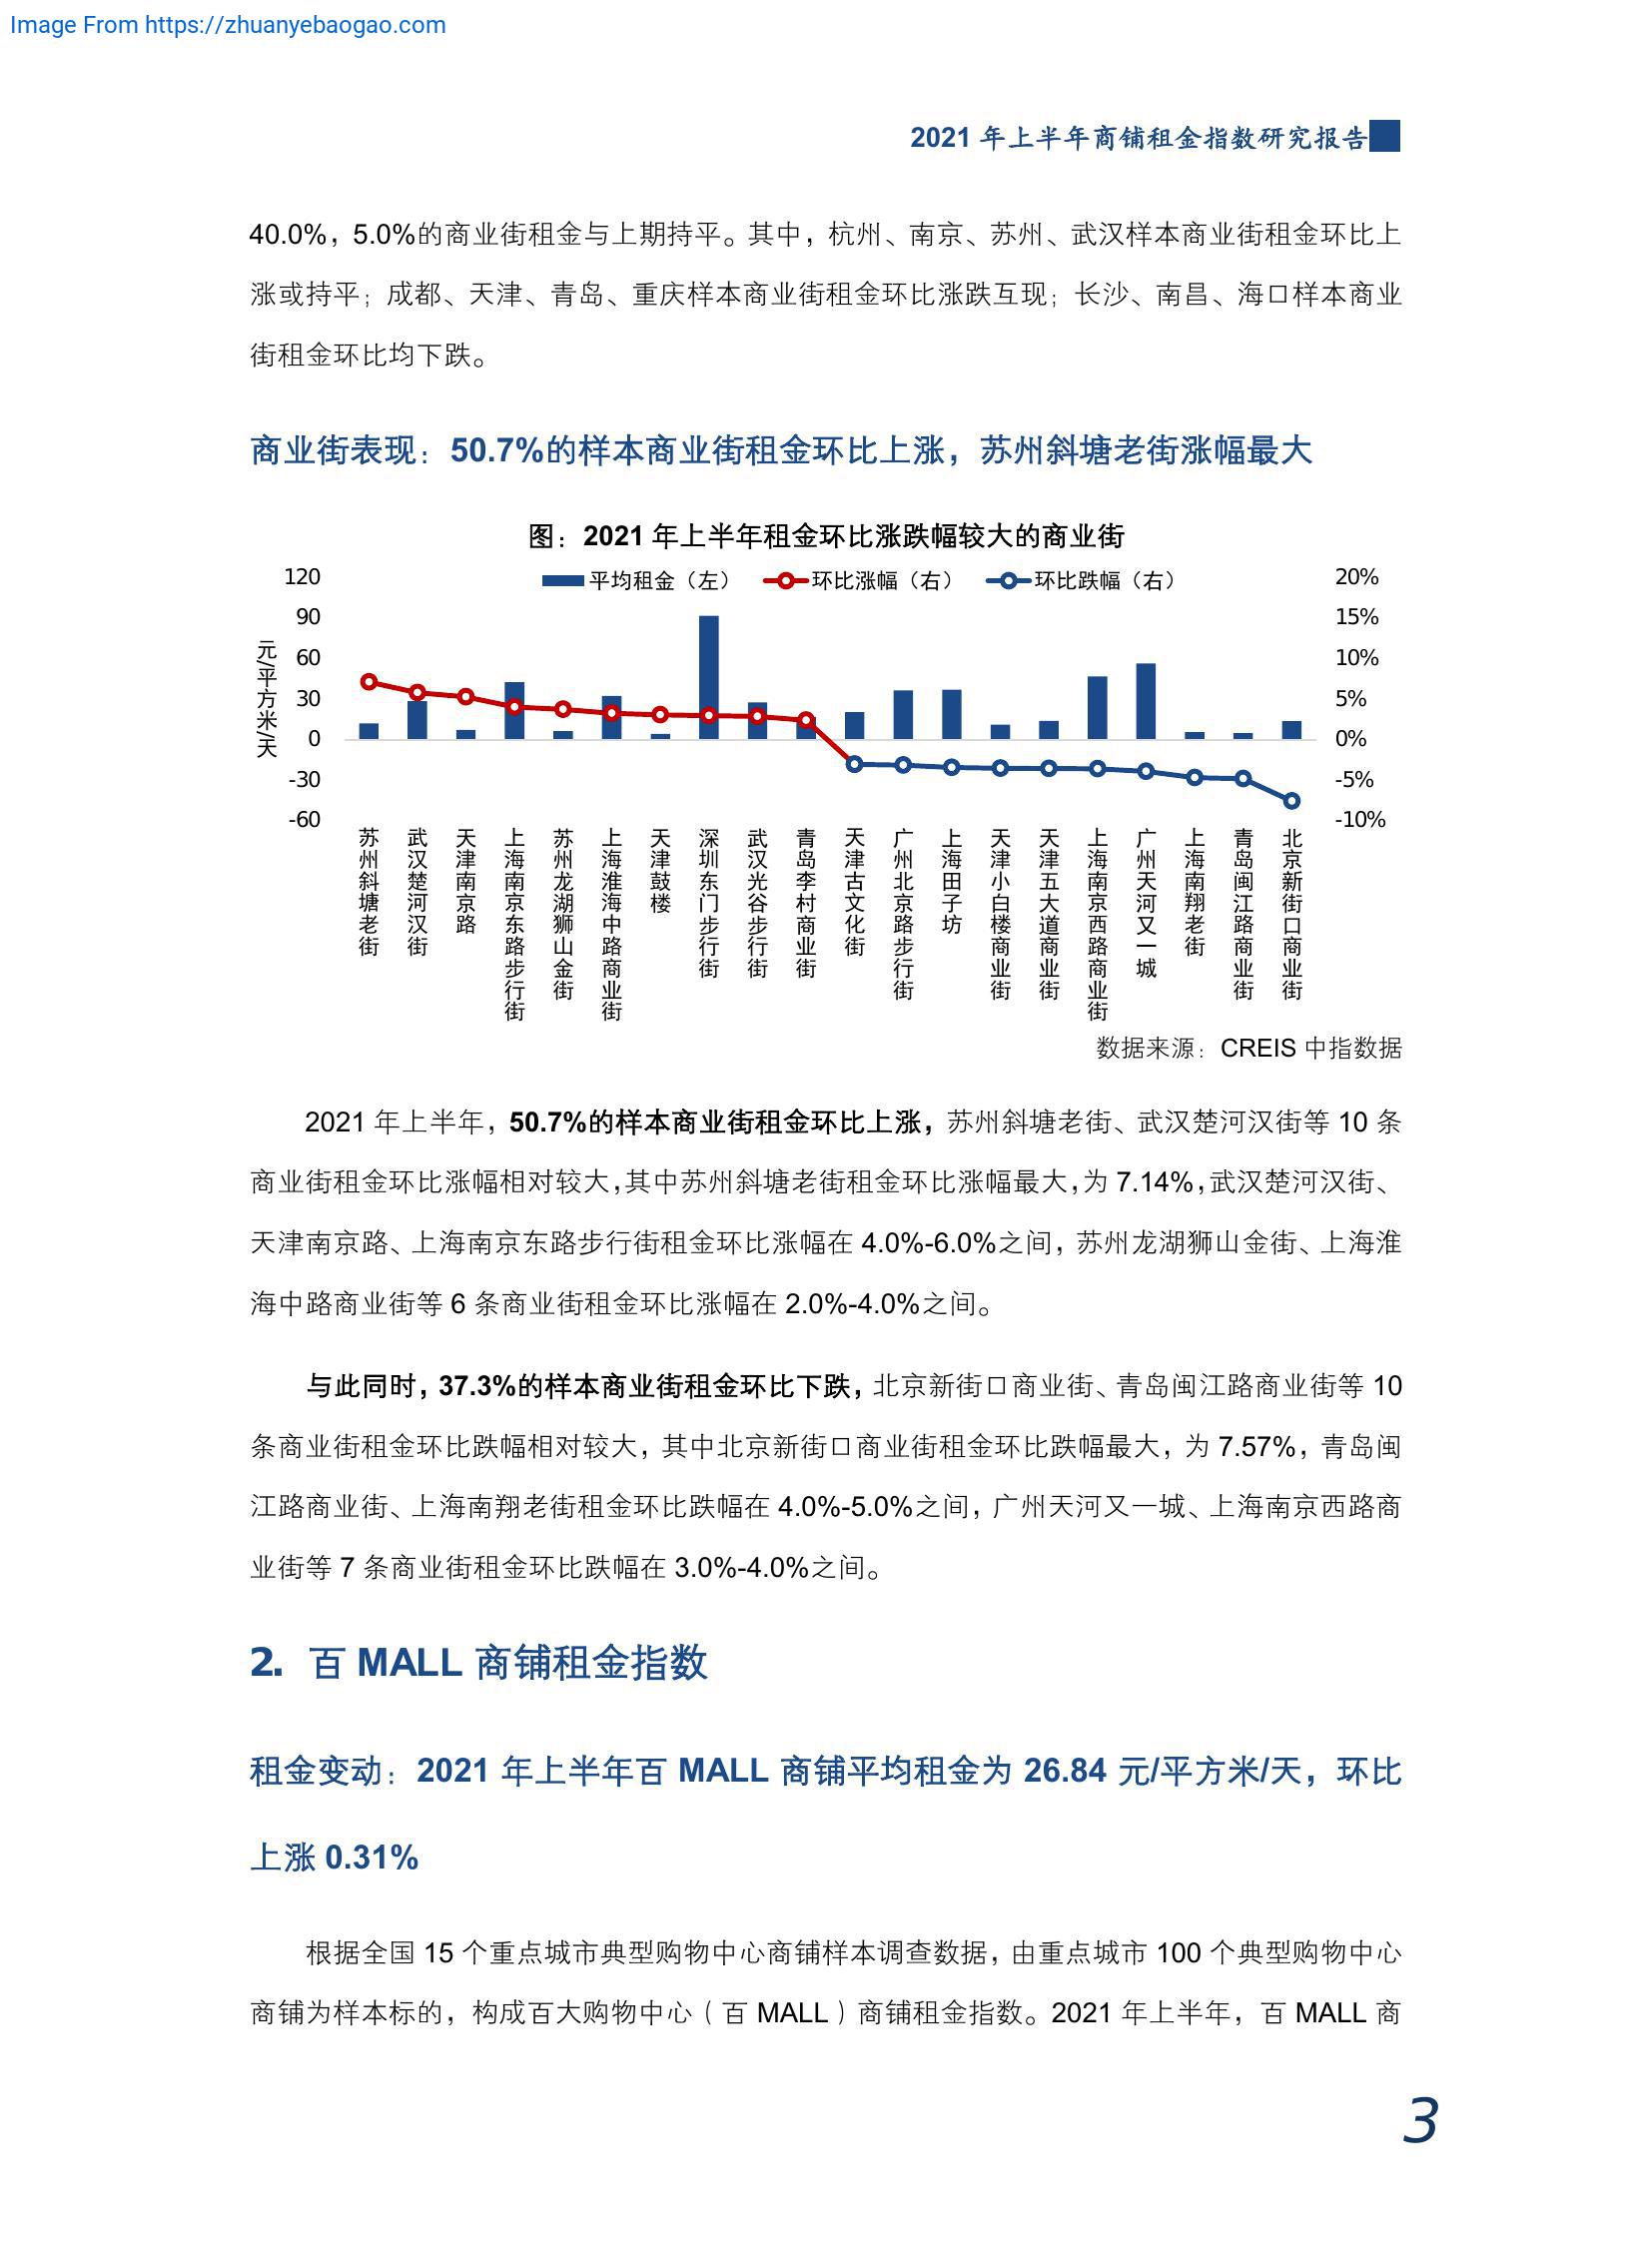 Image From https://zhuanyebaogao.com
2021 年上半年商铺租金指数研究报告
40.0%，5.0%的商业街租金与上期持平。其中，杭州、南京、苏州、武汉样本商业街租金环比上
涨或持平；成都、天津、青岛、重庆样本商业街租金环比涨跌互现；长沙、南昌、海口样本商业
街租金环比均下跌。
商业街表现：50.7%的样本商业街租金环比上涨，苏州斜塘老街涨幅最大
图：2021 年上半年租金环比涨跌幅较大的商业街
平均租金（左） 环比涨幅（右） 环比跌幅（右）
元/平方米/天
120
90
60
30
0
-30
-60
20%
15%
10%
5%
0%
-5%
-10%
苏州斜塘老街
武汉楚河汉街
天津南京路
上海南京东路步行街
苏州龙湖狮山金街
上海淮海中路商业街
天津鼓楼
深圳东门步行街
武汉光谷步行街
青岛李村商业街
天津古文化街
广州北京路步行街
上海田子坊
天津小白楼商业街
天津五大道商业街
上海南京西路商业街
广州天河又一城
上海南翔老街
青岛闽江路商业街
北京新街口商业街
数据来源：CREIS 中指数据
2021 年上半年，50.7%的样本商业街租金环比上涨，苏州斜塘老街、武汉楚河汉街等 10 条
商业街租金环比涨幅相对较大，其中苏州斜塘老街租金环比涨幅最大，为 7.14%，武汉楚河汉街、
天津南京路、上海南京东路步行街租金环比涨幅在 4.0%-6.0%之间，苏州龙湖狮山金街、上海淮
海中路商业街等 6 条商业街租金环比涨幅在 2.0%-4.0%之间。
与此同时，37.3%的样本商业街租金环比下跌，北京新街口商业街、青岛闽江路商业街等 10
条商业街租金环比跌幅相对较大，其中北京新街口商业街租金环比跌幅最大，为 7.57%，青岛闽
江路商业街、上海南翔老街租金环比跌幅在 4.0%-5.0%之间，广州天河又一城、上海南京西路商
业街等 7 条商业街租金环比跌幅在 3.0%-4.0%之间。
2. 百 MALL 商铺租金指数
租金变动：2021 年上半年百 MALL 商铺平均租金为 26.84 元/平方米/天，环比
上涨 0.31%
根据全国 15 个重点城市典型购物中心商铺样本调查数据，由重点城市 100 个典型购物中心
商铺为样本标的，构成百大购物中心（百 MALL）商铺租金指数。2021 年上半年，百 MALL 商
3